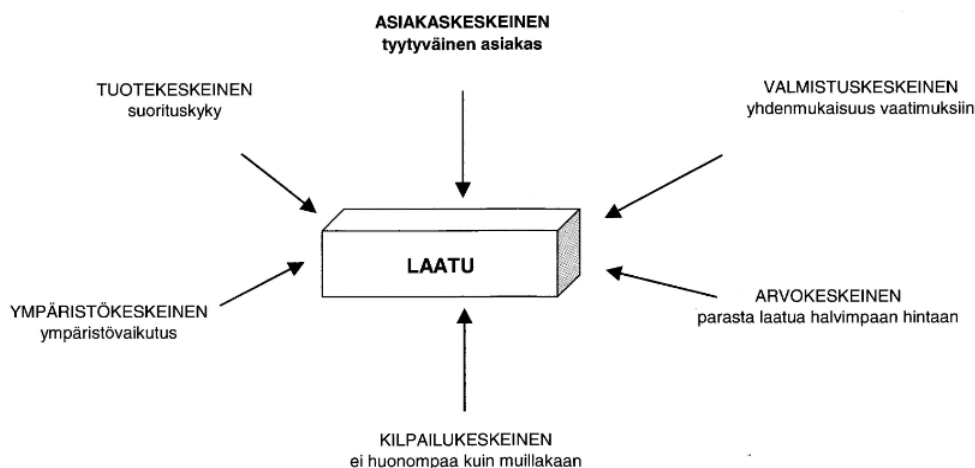 ASIAKASKESKEINEN
tyytyväinen asiakas
TUOTEKESKEINEN
suorituskyky
VALMISTUSKESKEINEN
yhdenmukaisuus vaatimuksiin
LAATU
YMPÄRISTÖKESKEINEN
ympäristövaikutus
ARVOKESKEINEN
parasta laatua halvimpaan hintaan
KILPAILUKESKEINEN
ei huonompaa kuin muillakaan